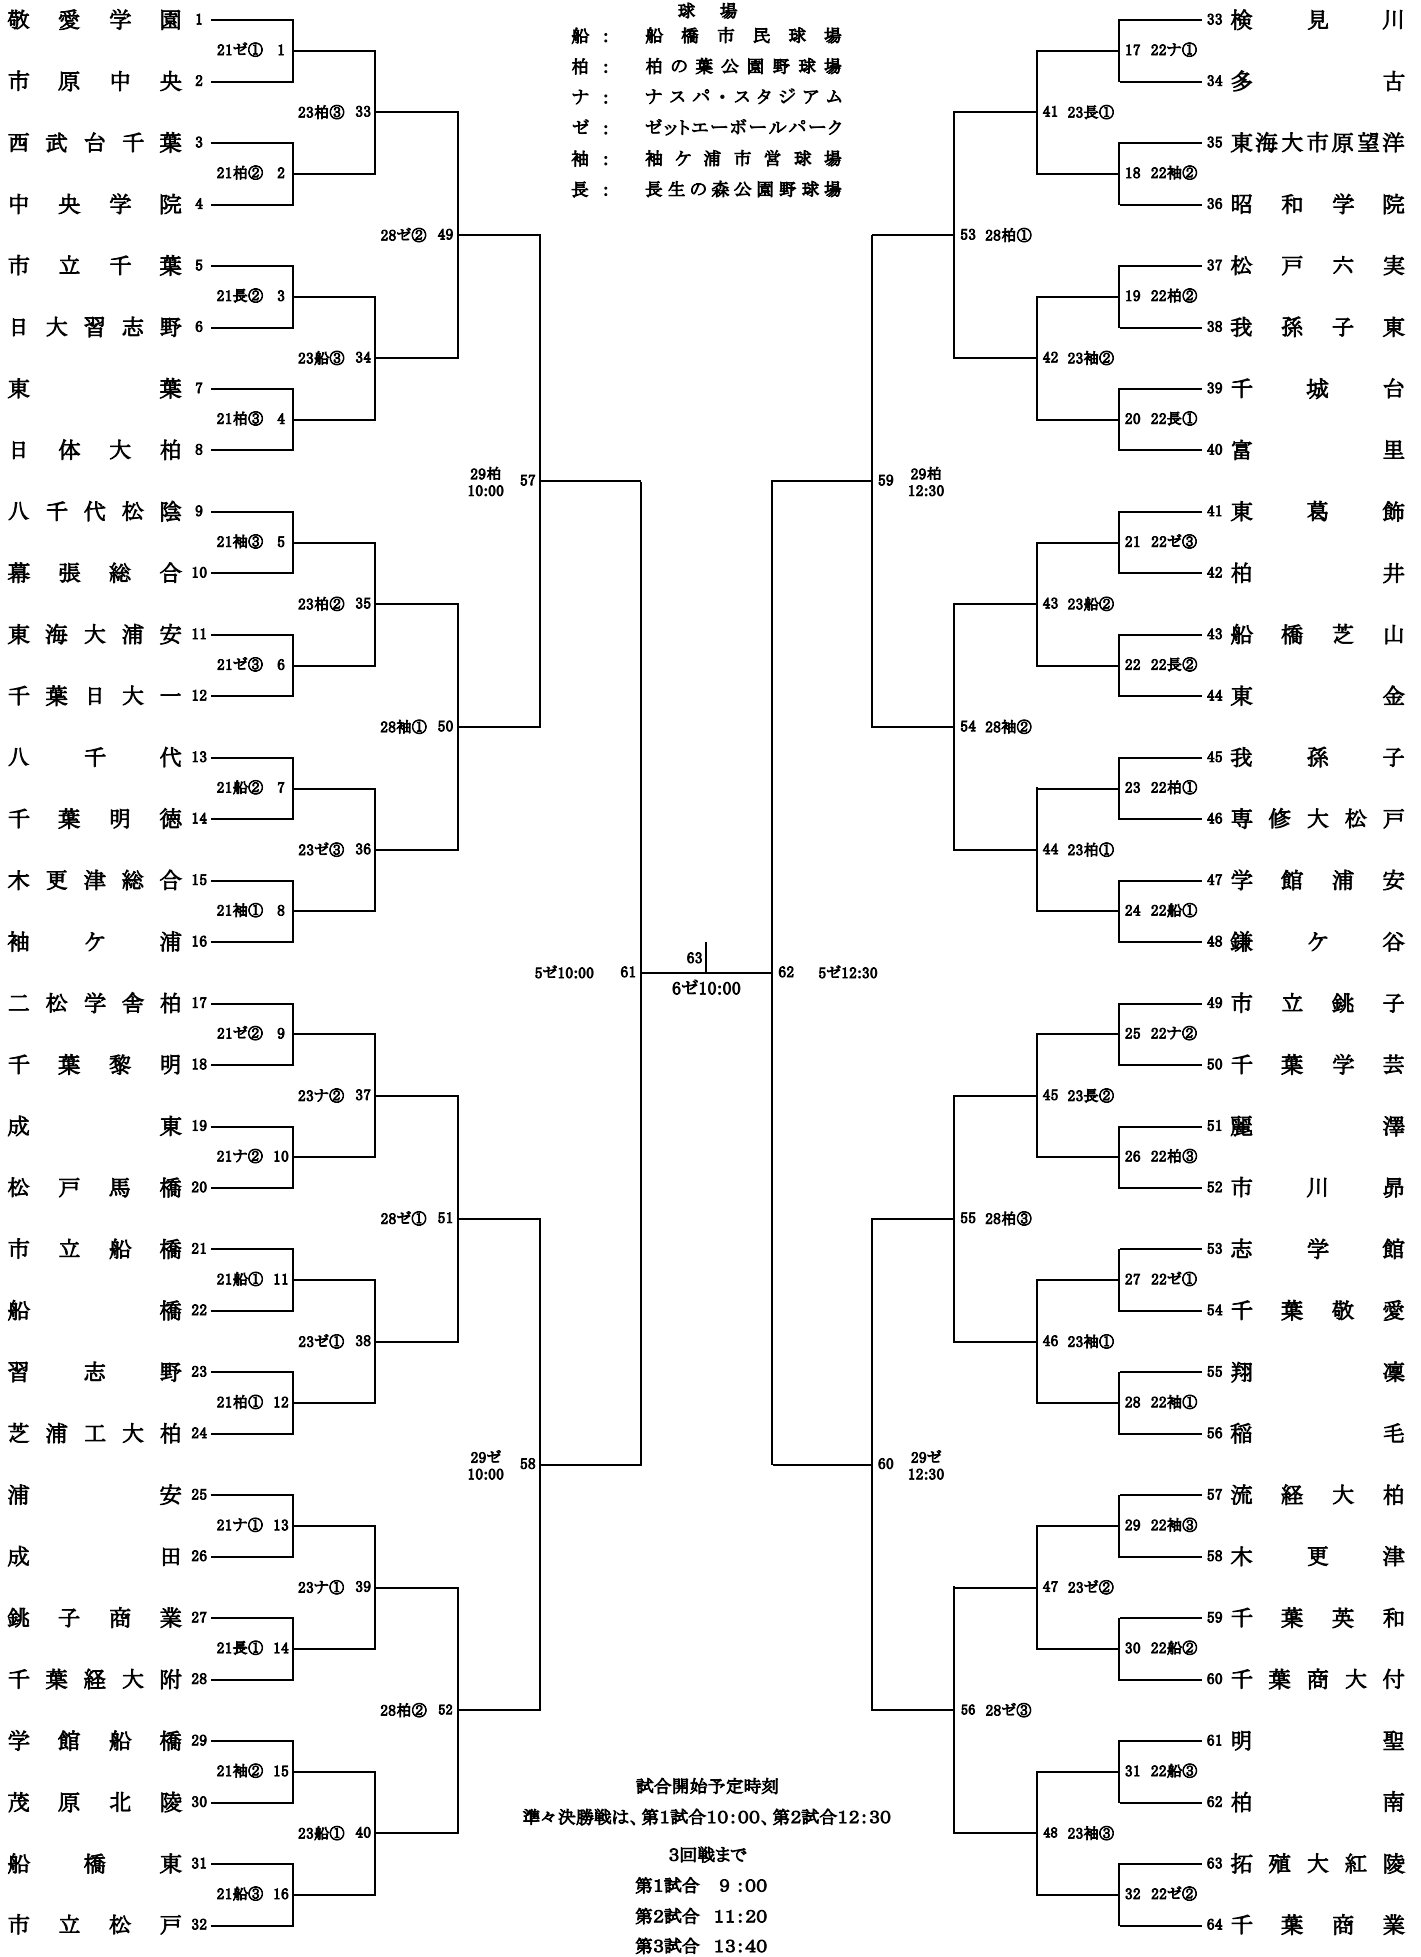 球場
船：船橋市民球場
柏：柏の葉公園野球場
ナ：ナスパ・スタジアム
ゼ：ゼットエーボールパーク
袖：袖ケ浦市営球場
長：長生の森公園野球場
敬愛学園 1
21ゼ① 1
市原中央 2
23柏③ 33
西武台千葉 3
21柏② 2
中央学院 4
28ゼ② 49
市立千葉 5
21長② 3
日大習志野 6
23船③ 34
東葉 7
21柏③ 4
日体大柏 8
29柏
10:00
57
八千代松陰 9
21袖③ 5
幕張総合 10
23柏② 35
東海大浦安 11
21ゼ③ 6
千葉日大一 12
28袖① 50
八千代 13
21船② 7
千葉明徳 14
23ゼ③ 36
木更津総合 15
21袖① 8
袖ケ浦 16
5ゼ10:00 61
二松学舎柏 17
21ゼ② 9
千葉黎明 18
23ナ② 37
成東 19
21ナ② 10
松戸馬橋 20
28ゼ① 51
市立船橋 21
21船① 11
船橋 22
23ゼ① 38
習志野 23
21柏① 12
芝浦工大柏 24
29ゼ
10:00
58
浦安 25
21ナ① 13
成田 26
23ナ① 39
銚子商業 27
21長① 14
千葉経大附 28
28柏② 52
学館船橋 29
21袖② 15
茂原北陵 30
23船① 40
船橋東 31
21船③ 16
市立松戸 32
63
6ゼ10:00
33 検見川
17 22ナ①
34 多古
41 23長①
35 東海大市原望洋
18 22袖②
36 昭和学院
53 28柏①
37 松戸六実
19 22柏②
38 我孫子東
42 23袖②
39 千城台
20 22長①
40 富里
59
29柏
12:30
41 東葛飾
21 22ゼ③
42 柏井
43 23船②
43 船橋芝山
22 22長②
44 東金
54 28袖②
45 我孫子
23 22柏①
46 専修大松戸
44 23柏①
47 学館浦安
24 22船①
48 鎌ケ谷
62 5ゼ12:30
49 市立銚子
25 22ナ②
50 千葉学芸
45 23長②
51 麗澤
26 22柏③
52 市川昴
55 28柏③
53 志学館
27 22ゼ①
54 千葉敬愛
46 23袖①
55 翔凜
28 22袖①
56 稲毛
60
29ゼ
12:30
57 流経大柏
29 22袖③
58 木更津
47 23ゼ②
59 千葉英和
30 22船②
60 千葉商大付
56 28ゼ③
61 明聖
31 22船③
62 柏南
48 23袖③
63 拓殖大紅陵
32 22ゼ②
64 千葉商業
試合開始予定時刻
準々決勝戦は、第1試合10:00、第2試合12:30
3回戦まで
第1試合 9:00
第2試合 11:20
第3試合 13:40